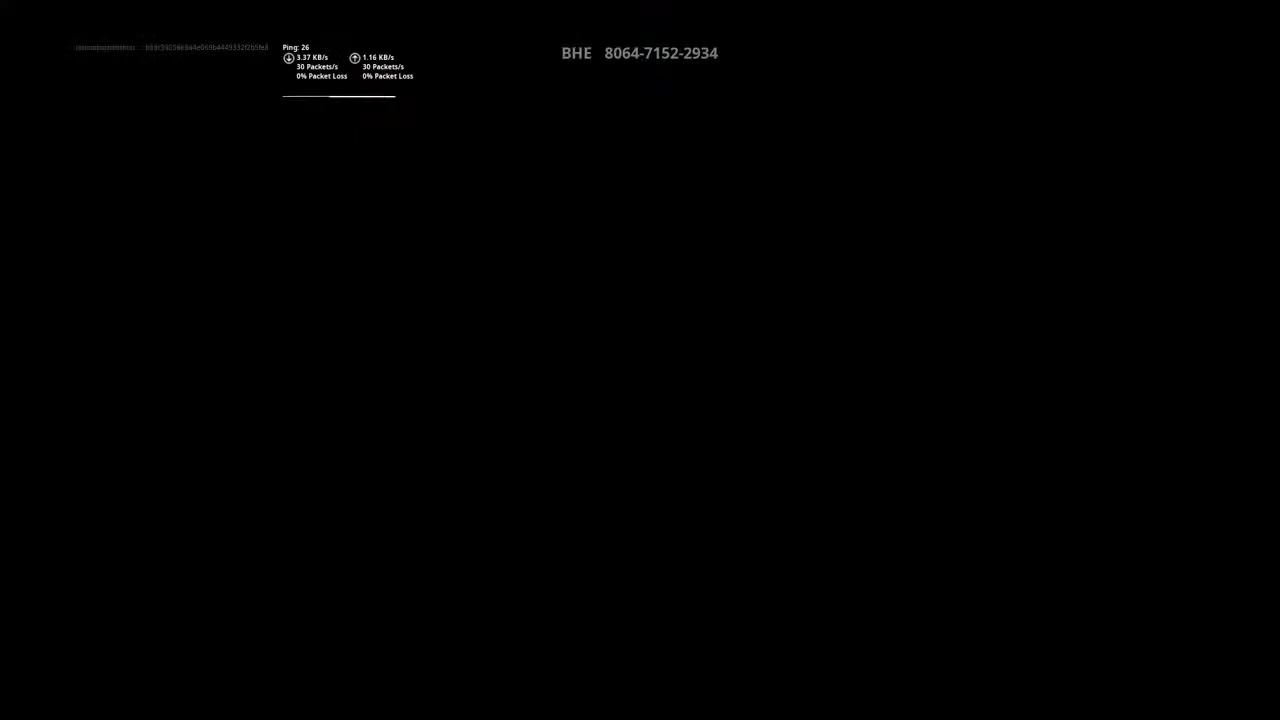 Ping: 26
3.37 KB/s 1.16 KB/s
30 Packets/s 30 Packets/s
0% Packet Loss 0% Packet Loss
BHE 8064-7152-2934